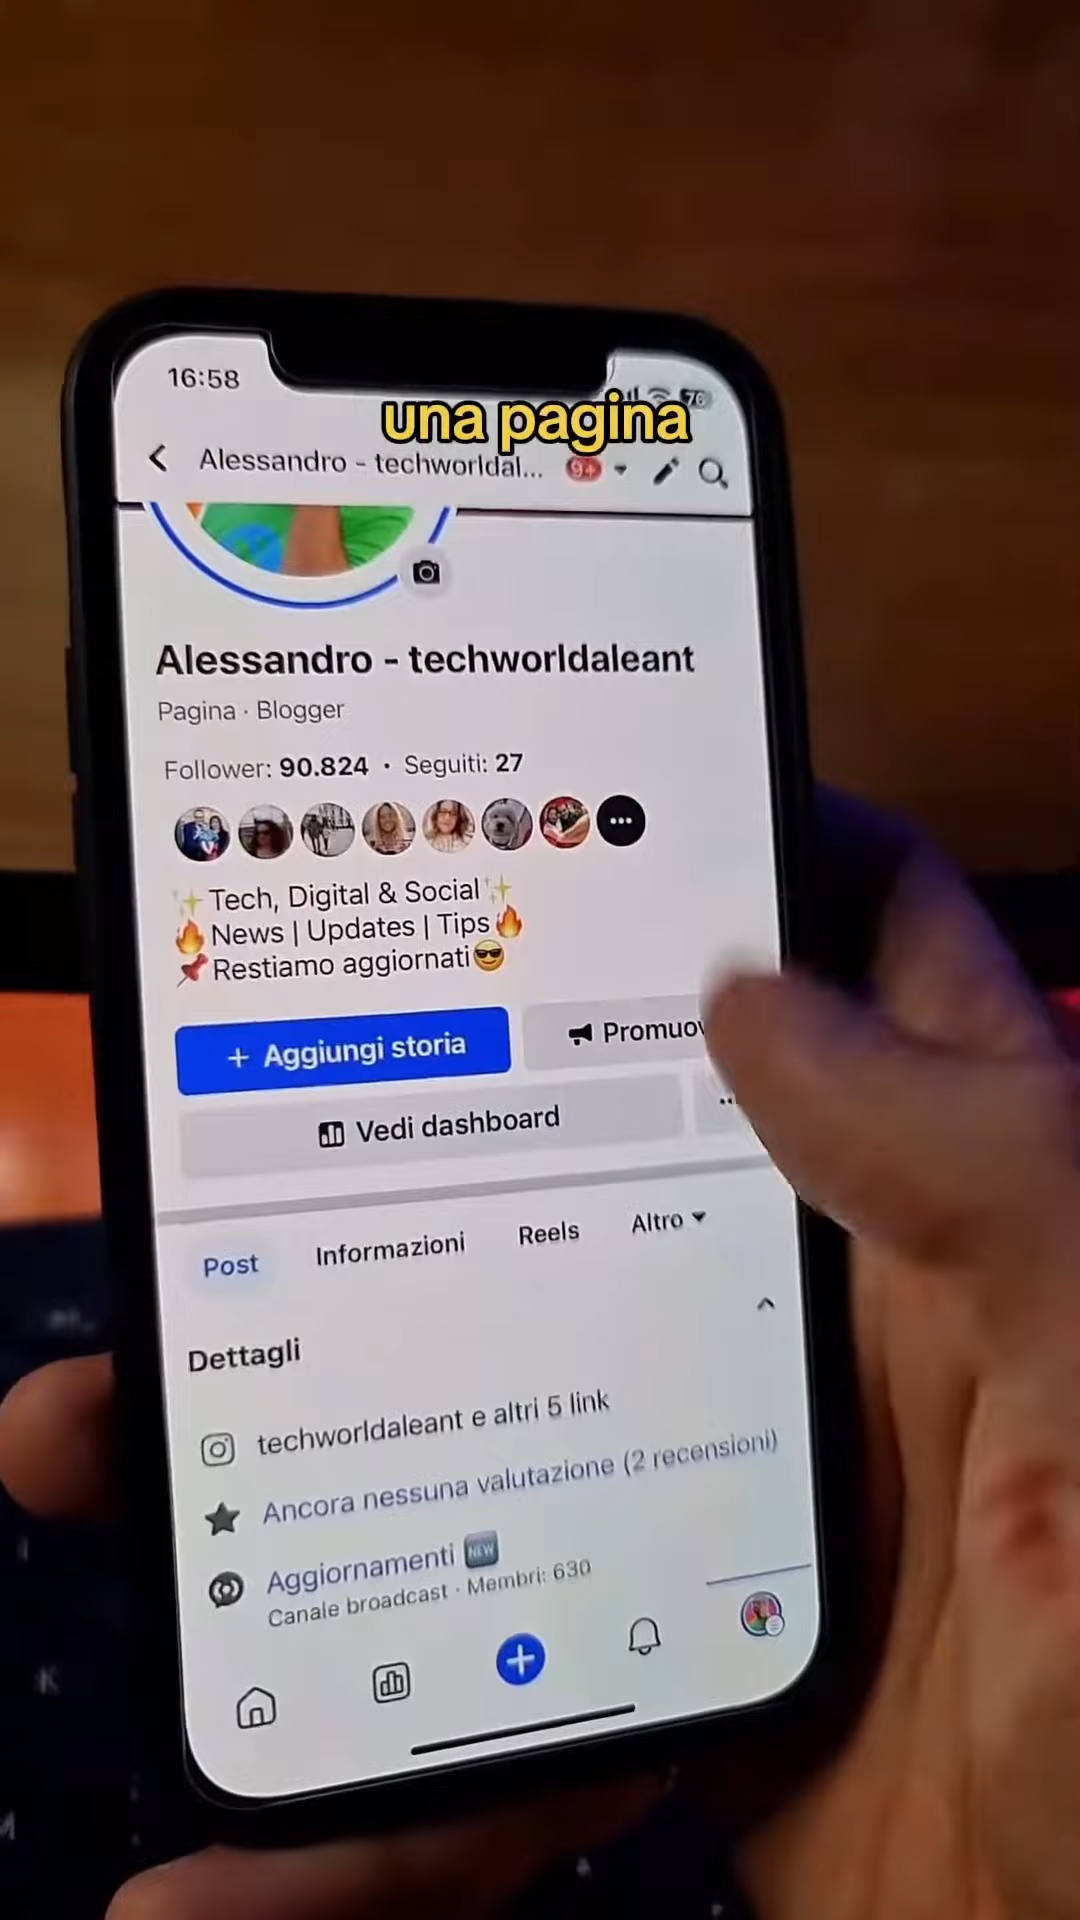 16:58
76
una pagina
Alessandro - techworldal... 9+
Alessandro - techworldaleant
Pagina · Blogger
Follower: 90.824 · Seguiti: 27
✨Tech, Digital & Social✨
🔥News | Updates | Tips🔥
📌Restiamo aggiornati😎
+ Aggiungi storia
Promuov
Vedi dashboard
...
Post Informazioni Reels Altro
Dettagli
techworldaleant e altri 5 link
Ancora nessuna valutazione (2 recensioni)
Aggiornamenti 🆕
Canale broadcast · Membri: 630
K